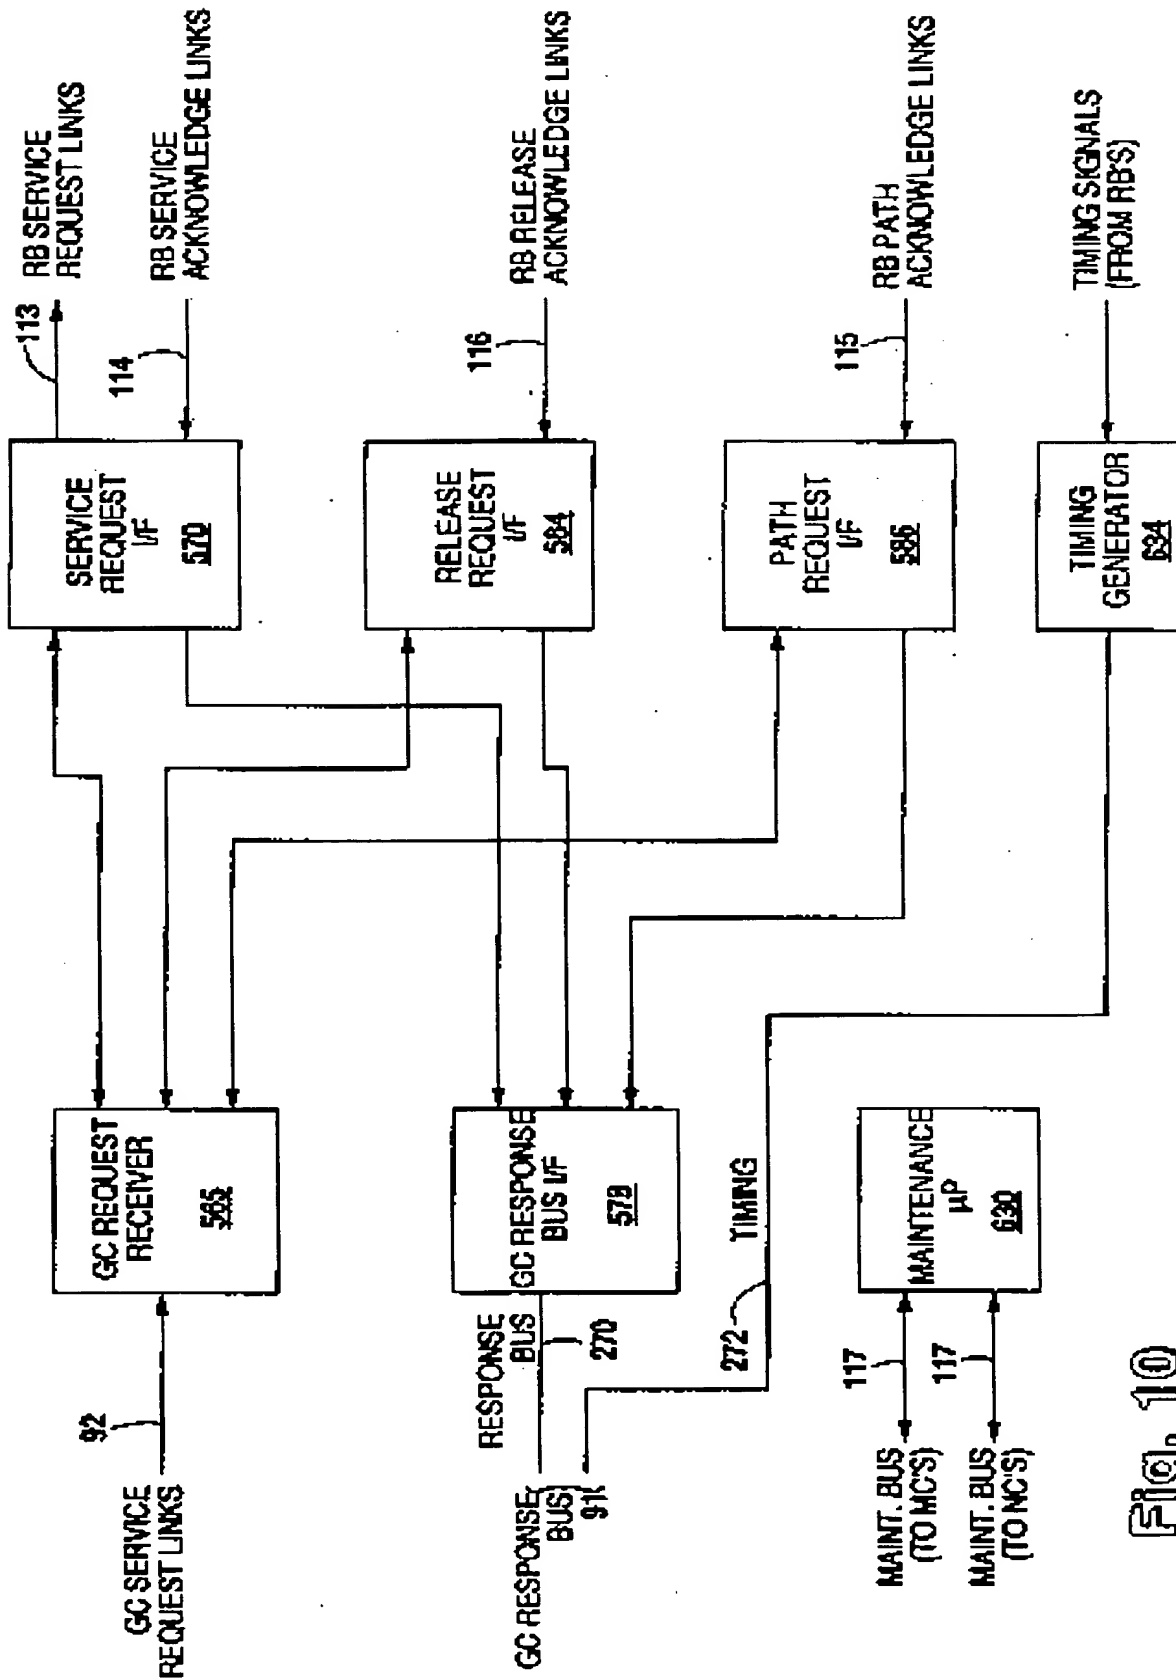 GC SERVICE
REQUEST LINKS
92
GC REQUEST
RECEIVER
565
SERVICE
REQUEST
I/F
570
113
RB SERVICE
REQUEST LINKS
114
RB SERVICE
ACKNOWLEDGE LINKS
GC RESPONSE
BUS
91
RESPONSE
BUS
270
GC RESPONSE
BUS I/F
578
RELEASE
REQUEST
I/F
584
116
RB RELEASE
ACKNOWLEDGE LINKS
272
TIMING
PATH
REQUEST
I/F
586
115
RB PATH
ACKNOWLEDGE LINKS
MAINT. BUS
(TO MC'S)
117
MAINT. BUS
(TO NC'S)
117
MAINTENANCE
µP
630
TIMING
GENERATOR
634
TIMING SIGNALS
(FROM RB'S)
Fig. 10